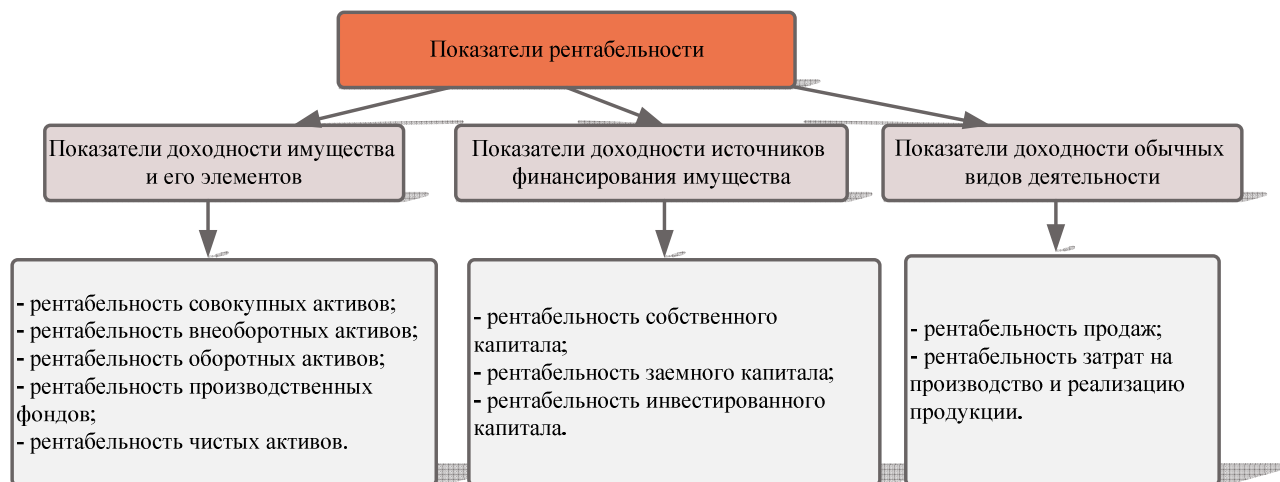 Показатели рентабельности
Показатели доходности имущества
и его элементов
Показатели доходности источников
финансирования имущества
Показатели доходности обычных
видов деятельности
- рентабельность совокупных активов;
- рентабельность внеоборотных активов;
- рентабельность оборотных активов;
- рентабельность производственных
фондов;
- рентабельность чистых активов.
- рентабельность собственного
капитала;
- рентабельность заемного капитала;
- рентабельность инвестированного
капитала.
- рентабельность продаж;
- рентабельность затрат на
производство и реализацию
продукции.